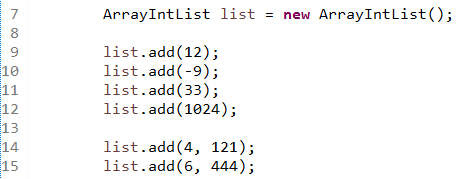 7 ArrayIntList list = new ArrayIntList();
8
9 list.add(12);
10 list.add(-9);
11 list.add(33);
12 list.add(1024);
13
14 list.add(4, 121);
15 list.add(6, 444);